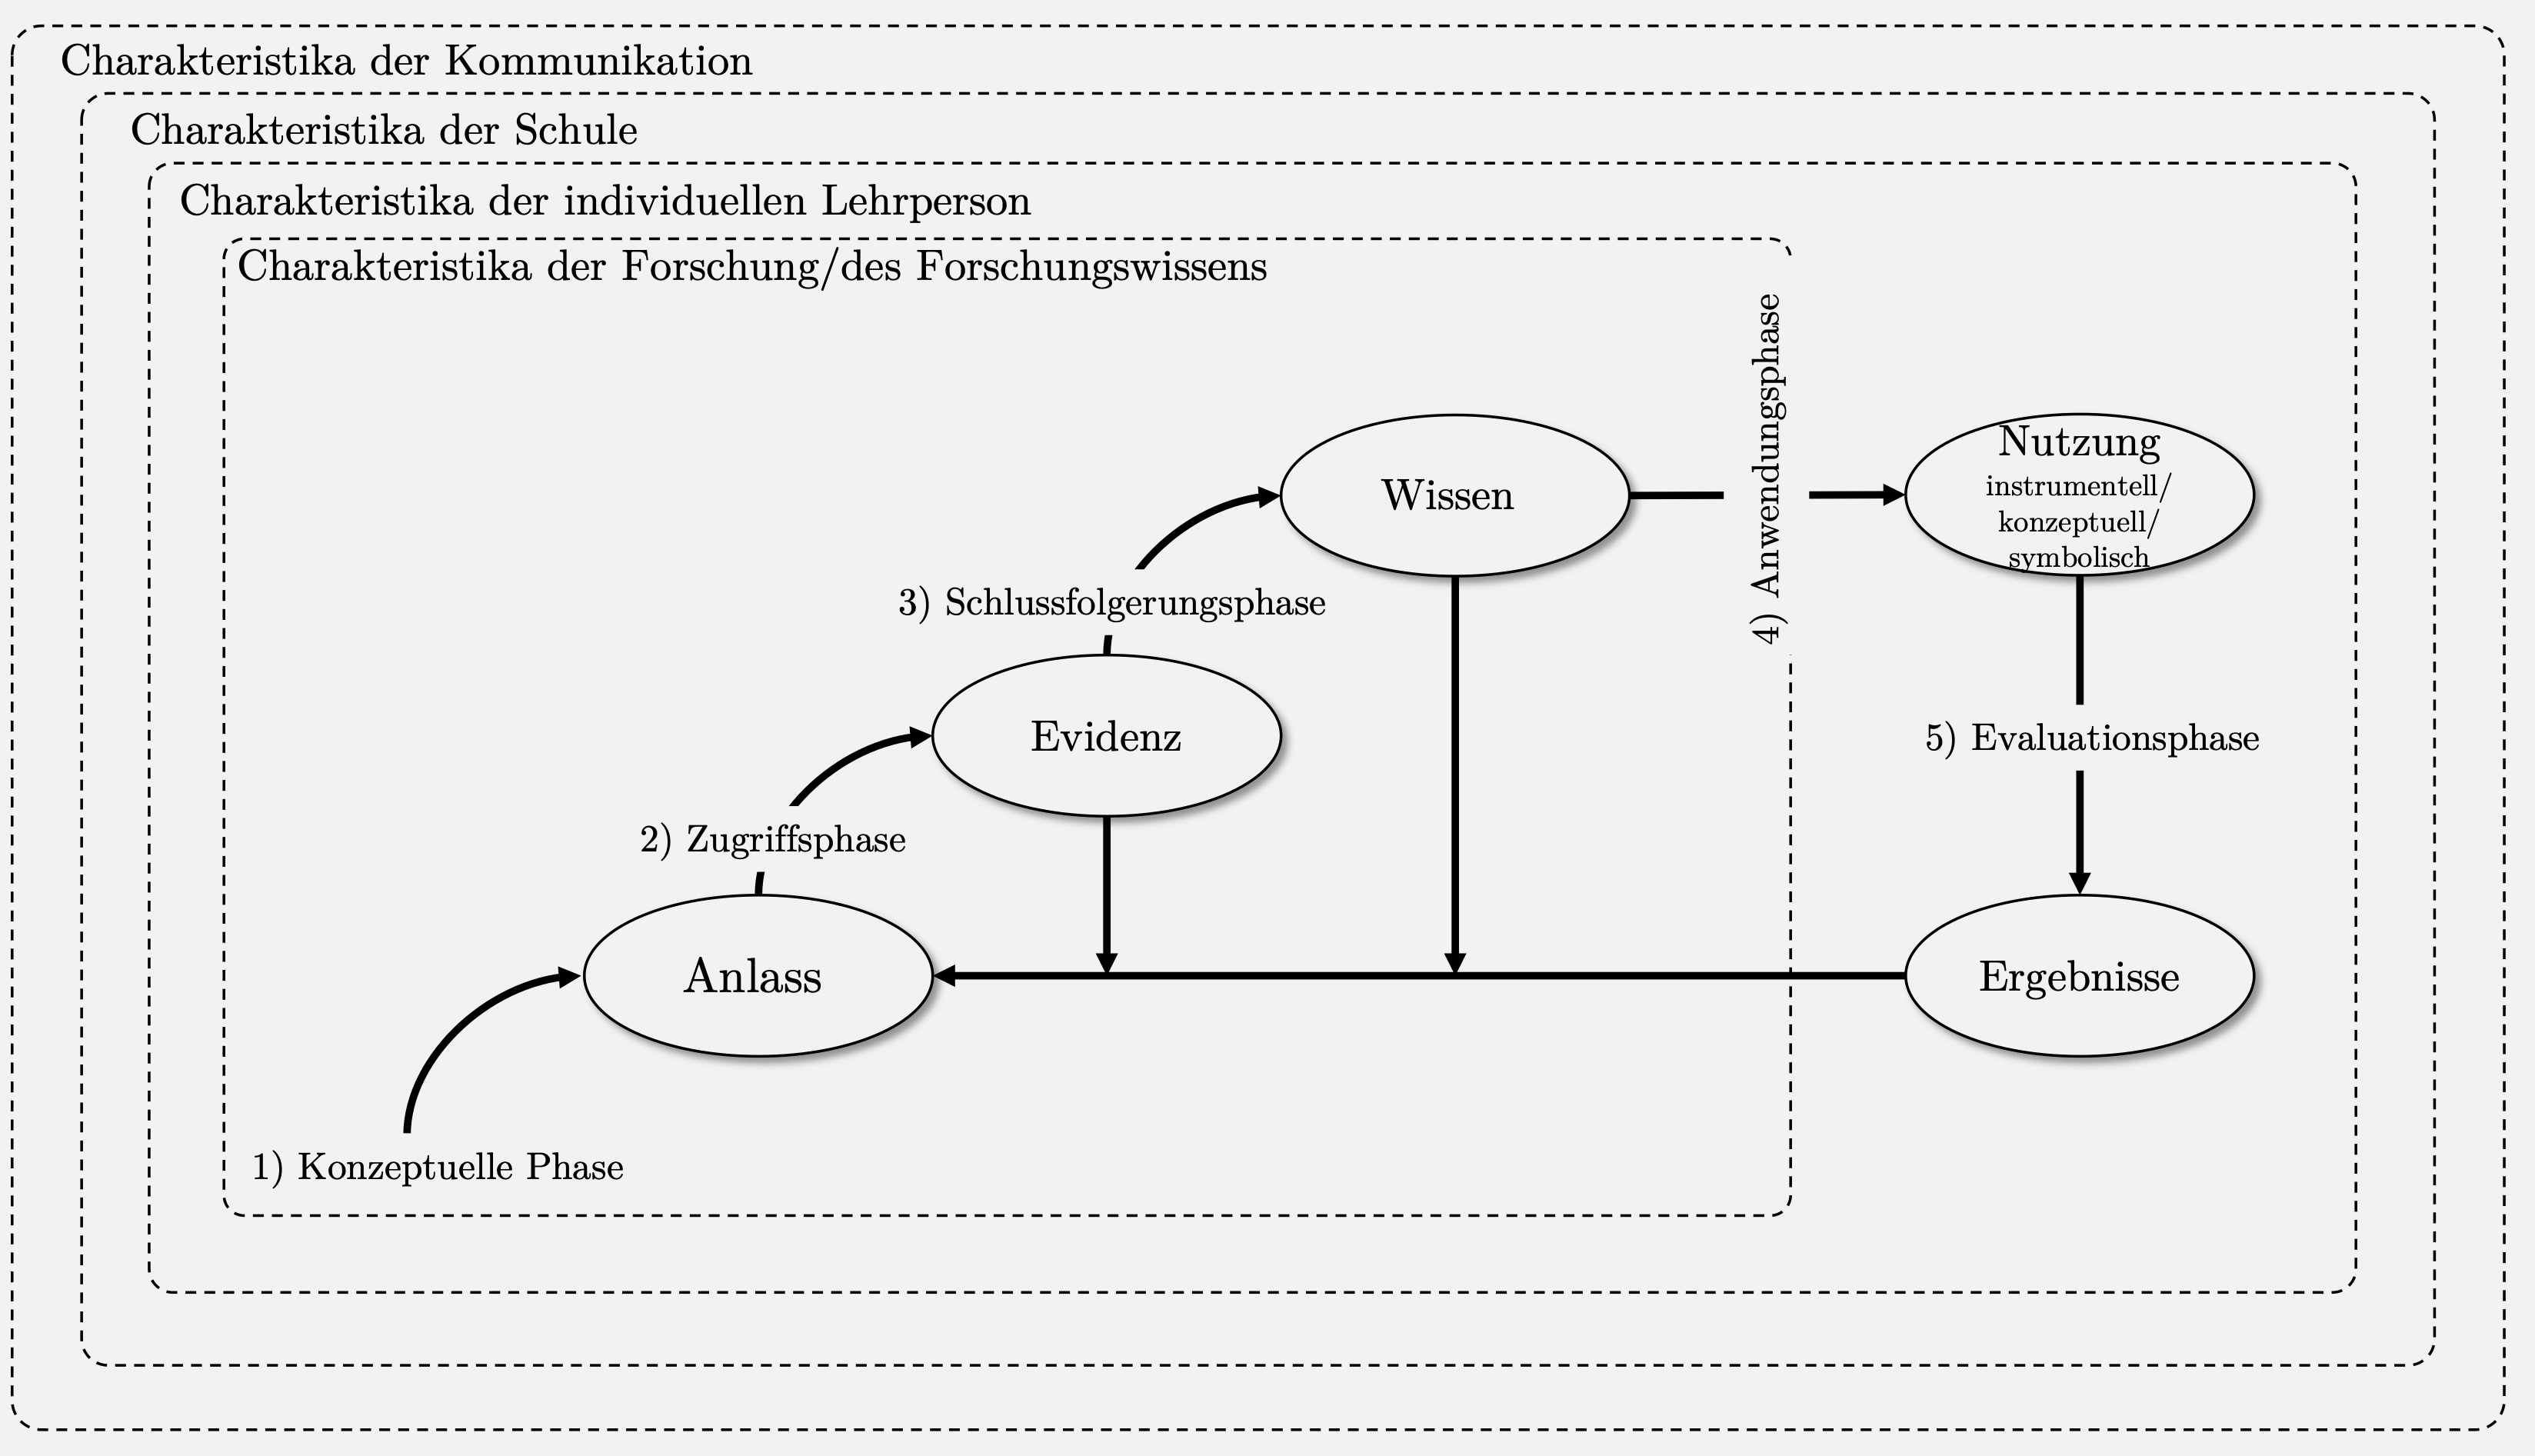 Charakteristika der Kommunikation
Charakteristika der Schule
Charakteristika der individuellen Lehrperson
Charakteristika der Forschung/des Forschungswissens
4) Anwendungsphase
Wissen
Nutzung
instrumentell/
konzeptuell/
symbolisch
3) Schlussfolgerungsphase
Evidenz
5) Evaluationsphase
2) Zugriffsphase
Anlass
Ergebnisse
1) Konzeptuelle Phase